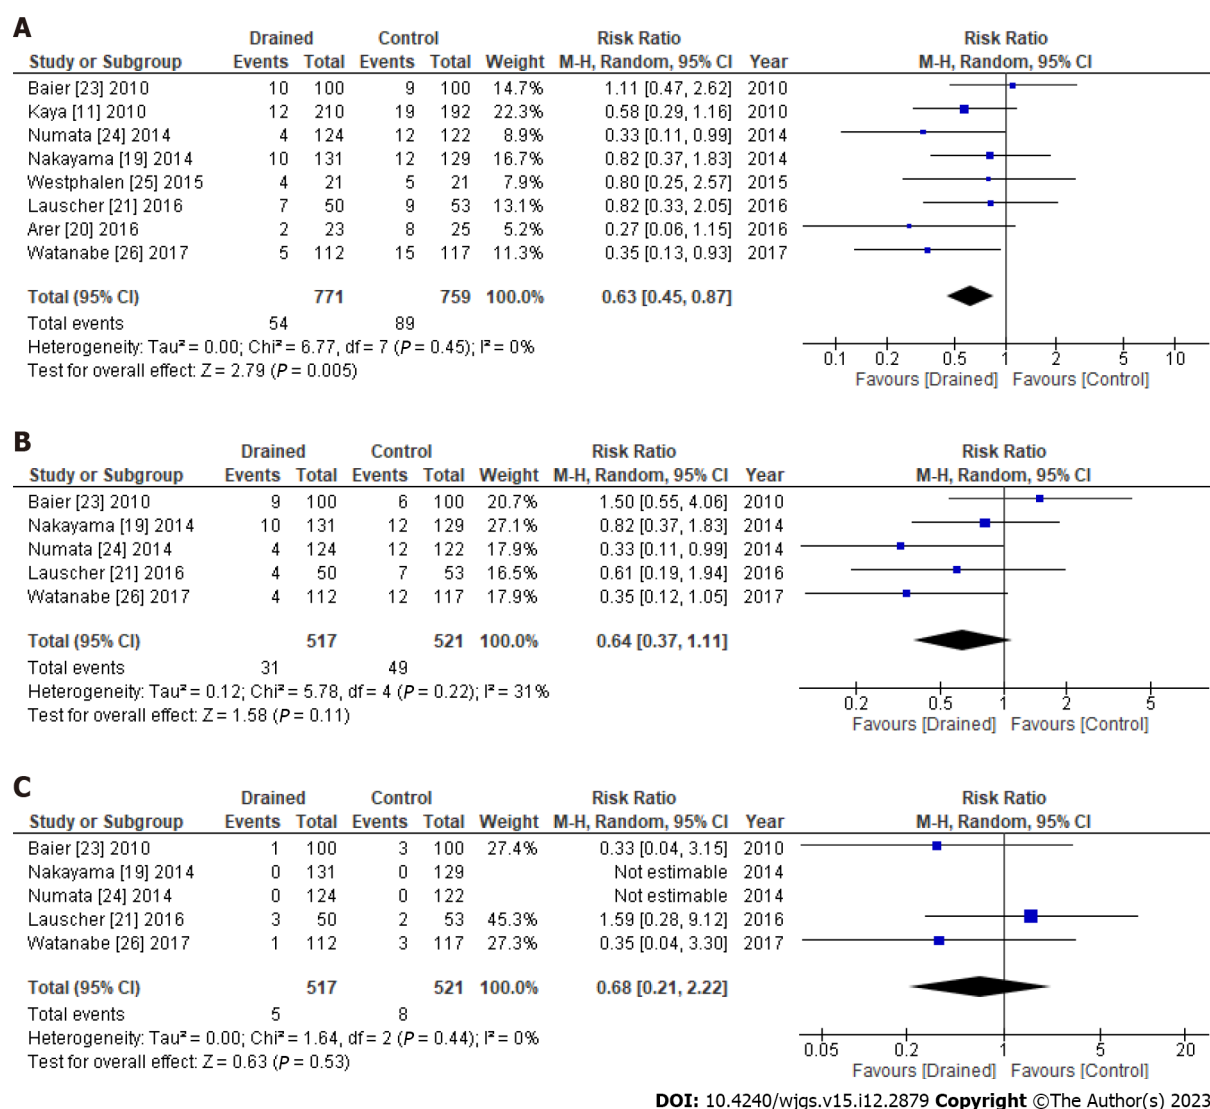 A
Drained Control Risk Ratio Risk Ratio
Study or Subgroup Events Total Events Total Weight M-H, Random, 95% CI Year M-H, Random, 95% CI
Baier [23] 2010 10 100 9 100 14.7% 1.11 [0.47, 2.62] 2010
Kaya [11] 2010 12 210 19 192 22.3% 0.58 [0.29, 1.16] 2010
Numata [24] 2014 4 124 12 122 8.9% 0.33 [0.11, 0.99] 2014
Nakayama [19] 2014 10 131 12 129 16.7% 0.82 [0.37, 1.83] 2014
Westphalen [25] 2015 4 21 5 21 7.9% 0.80 [0.25, 2.57] 2015
Lauscher [21] 2016 7 50 9 53 13.1% 0.82 [0.33, 2.05] 2016
Arer [20] 2016 2 23 8 25 5.2% 0.27 [0.06, 1.15] 2016
Watanabe [26] 2017 5 112 15 117 11.3% 0.35 [0.13, 0.93] 2017
Total (95% CI) 771 759 100.0% 0.63 [0.45, 0.87]
Total events 54 89
Heterogeneity: Tau² = 0.00; Chi² = 6.77, df = 7 (P = 0.45); I² = 0%
Test for overall effect: Z = 2.79 (P = 0.005)
0.1 0.2 0.5 1 2 5 10
Favours [Drained] Favours [Control]
B
Drained Control Risk Ratio Risk Ratio
Study or Subgroup Events Total Events Total Weight M-H, Random, 95% CI Year M-H, Random, 95% CI
Baier [23] 2010 9 100 6 100 20.7% 1.50 [0.55, 4.06] 2010
Nakayama [19] 2014 10 131 12 129 27.1% 0.82 [0.37, 1.83] 2014
Numata [24] 2014 4 124 12 122 17.9% 0.33 [0.11, 0.99] 2014
Lauscher [21] 2016 4 50 7 53 16.5% 0.61 [0.19, 1.94] 2016
Watanabe [26] 2017 4 112 12 117 17.9% 0.35 [0.12, 1.05] 2017
Total (95% CI) 517 521 100.0% 0.64 [0.37, 1.11]
Total events 31 49
Heterogeneity: Tau² = 0.12; Chi² = 5.78, df = 4 (P = 0.22); I² = 31%
Test for overall effect: Z = 1.58 (P = 0.11)
0.2 0.5 1 2 5
Favours [Drained] Favours [Control]
C
Drained Control Risk Ratio Risk Ratio
Study or Subgroup Events Total Events Total Weight M-H, Random, 95% CI Year M-H, Random, 95% CI
Baier [23] 2010 1 100 3 100 27.4% 0.33 [0.04, 3.15] 2010
Nakayama [19] 2014 0 131 0 129 Not estimable 2014
Numata [24] 2014 0 124 0 122 Not estimable 2014
Lauscher [21] 2016 3 50 2 53 45.3% 1.59 [0.28, 9.12] 2016
Watanabe [26] 2017 1 112 3 117 27.3% 0.35 [0.04, 3.30] 2017
Total (95% CI) 517 521 100.0% 0.68 [0.21, 2.22]
Total events 5 8
Heterogeneity: Tau² = 0.00; Chi² = 1.64, df = 2 (P = 0.44); I² = 0%
Test for overall effect: Z = 0.63 (P = 0.53)
0.05 0.2 1 5 20
Favours [Drained] Favours [Control]
DOI: 10.4240/wjgs.v15.i12.2879 Copyright ©The Author(s) 2023